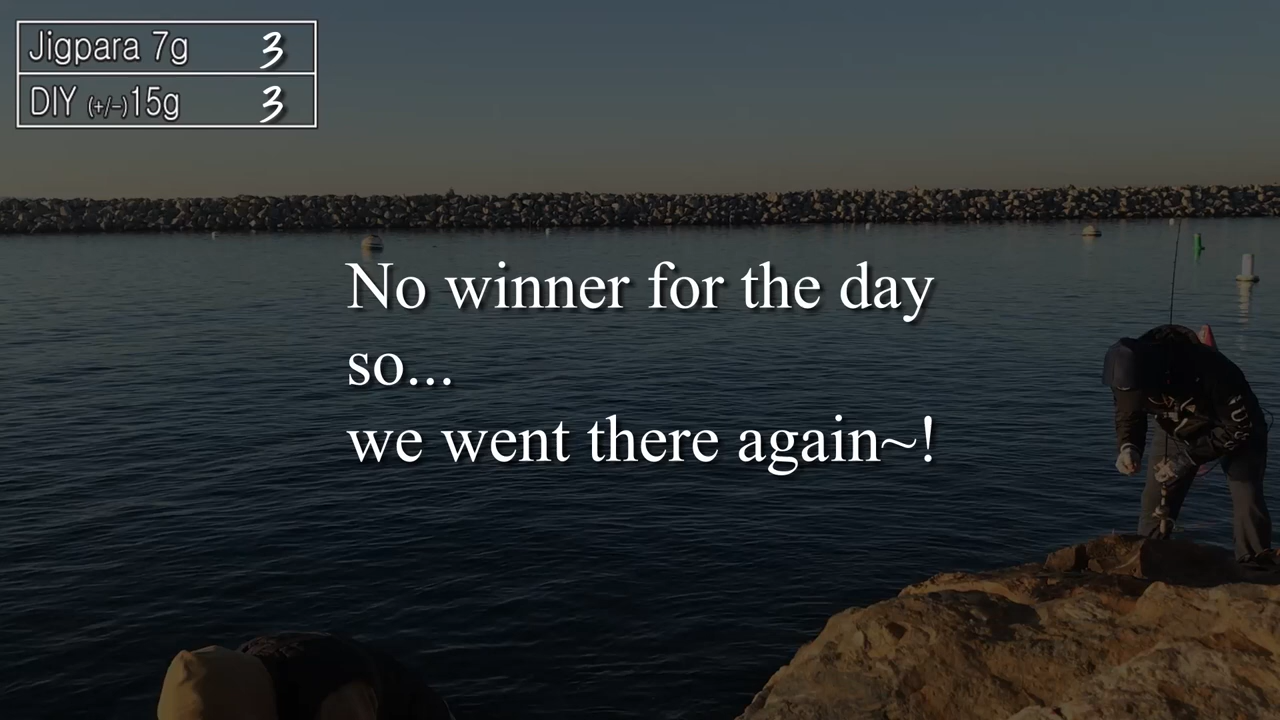 Jigpara 7g 3
DIY (+/-)15g 3
No winner for the day
so...
we went there again~!